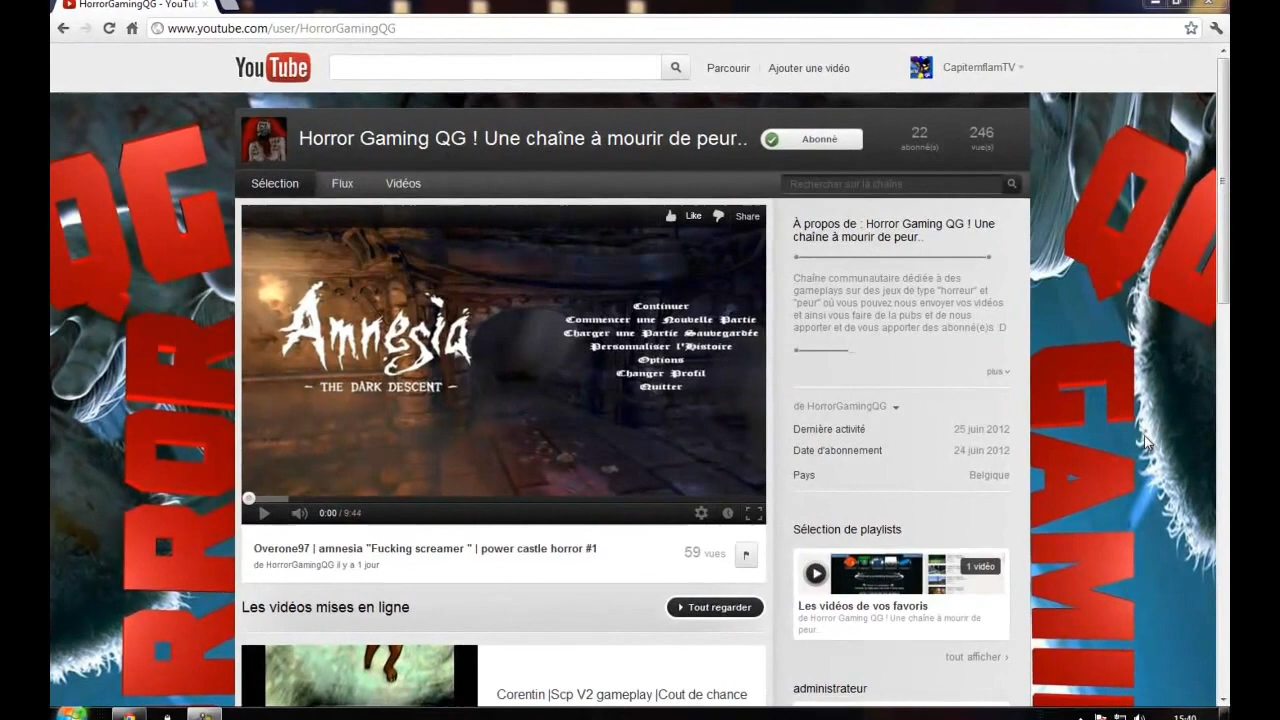 HorrorGamingQG - YouTub
www.youtube.com/user/HorrorGamingQG
YouTube
Parcourir
Ajouter une vidéo
CapitemflamTV
Horror Gaming QG ! Une chaîne à mourir de peur..
Abonné
22
abonné(s)
246
vue(s)
Sélection
Flux
Vidéos
Rechercher sur la chaîne
Like
Share
Amnesia
- THE DARK DESCENT -
Continuer
Commencer une Nouvelle Partie
Charger une Partie Sauvegardée
Personnaliser l'Histoire
Options
Changer Profil
Quitter
0:00 / 9:44
Overone97 | amnesia "Fucking screamer " | power castle horror #1
de HorrorGamingQG il y a 1 jour
59 vues
Les vidéos mises en ligne
Tout regarder
Corentin |Scp V2 gameplay |Cout de chance
À propos de : Horror Gaming QG ! Une
chaîne à mourir de peur..
Chaîne communautaire dédiée à des
gameplays sur des jeux de type "horreur" et
"peur" où vous pouvez nous envoyer vos vidéos
et ainsi vous faire de la pubs et de nous
apporter et de vous apporter des abonné(e)s :D
...
plus
de HorrorGamingQG
Dernière activité
25 juin 2012
Date d'abonnement
24 juin 2012
Pays
Belgique
Sélection de playlists
1 vidéo
Les vidéos de vos favoris
de Horror Gaming QG ! Une chaîne à mourir de
peur..
tout afficher ›
administrateur
QG
RROR
QG
GAMIN
15:40